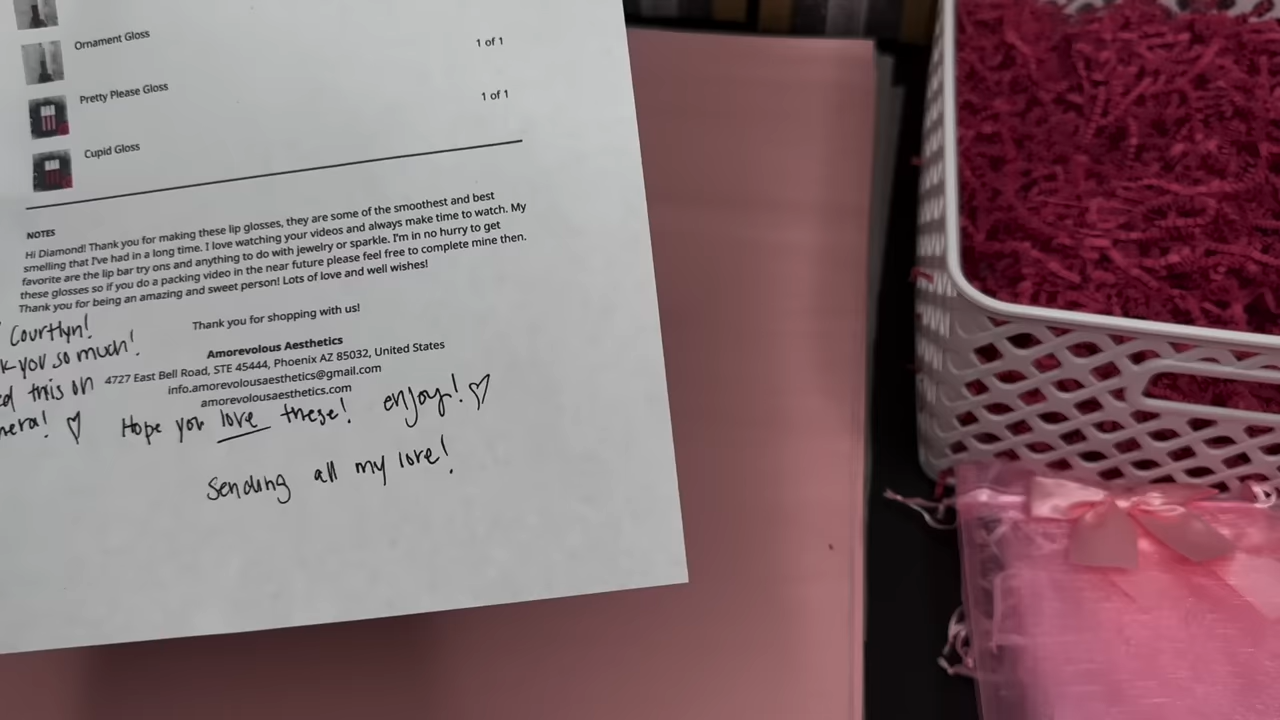 Ornament Gloss
1 of 1
Pretty Please Gloss
1 of 1
Cupid Gloss
NOTES
Hi Diamond! Thank you for making these lip glosses, they are some of the smoothest and best
smelling that I've had in a long time. I love watching your videos and always make time to watch. My
favorite are the lip bar try ons and anything to do with jewelry or sparkle. I'm in no hurry to get
these glosses so if you do a packing video in the near future please feel free to complete mine then.
Thank you for being an amazing and sweet person! Lots of love and well wishes!
Thank you for shopping with us!
Amorevolous Aesthetics
4727 East Bell Road, STE 45444, Phoenix AZ 85032, United States
info.amorevolousaesthetics@gmail.com
amorevolousaesthetics.com
Courtlyn!
k you so much!
this on
Hope you love these! enjoy!
Sending all my love!